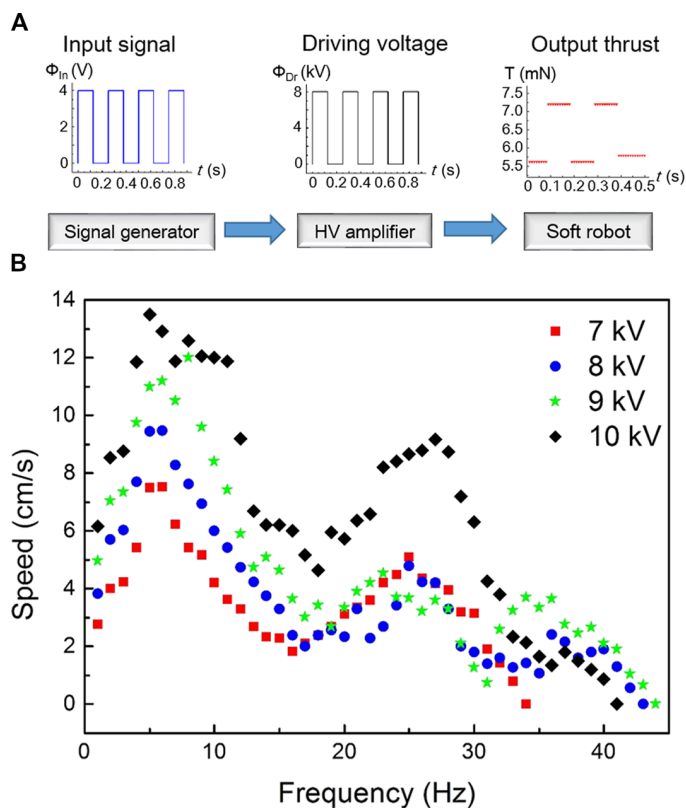 A
Input signal
Driving voltage
Output thrust
ΦIn (V)
4
2
0
0 0.2 0.4 0.6 0.8
t (s)
ΦDr (kV)
8
4
0
0 0.2 0.4 0.6 0.8
t (s)
T (mN)
7.5
7.0
6.5
6.0
5.5
0 0.1 0.2 0.3 0.4 0.5
t (s)
Signal generator
HV amplifier
Soft robot
B
Speed (cm/s)
14
12
10
8
6
4
2
0
7 kV
8 kV
9 kV
10 kV
0 10 20 30 40
Frequency (Hz)